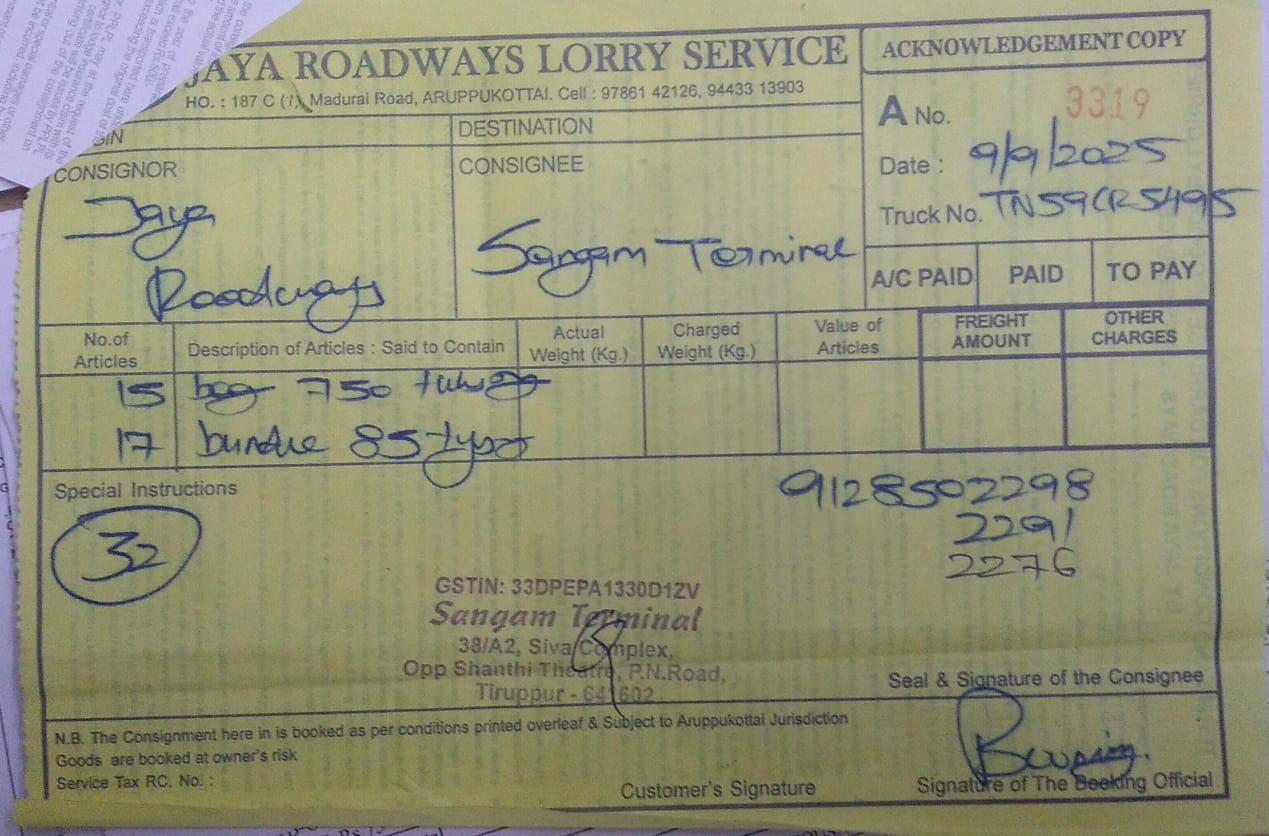 JAYA ROADWAYS LORRY SERVICE
HO. : 187 C (1), Madurai Road, ARUPPUKOTTAI. Cell : 97861 42126, 94433 13903
ACKNOWLEDGEMENT COPY
A No. 3319
Date : 9/9/2025
Truck No. TN59CR5495
DESTINATION
CONSIGNOR
Jaya
Roadways
CONSIGNEE
Sangam Terminal
A/C PAID PAID TO PAY
No.of Articles
Description of Articles : Said to Contain
Actual Weight (Kg.)
Charged Weight (Kg.)
Value of Articles
FREIGHT AMOUNT
OTHER CHARGES
15 bag 750
17 bundle 85
Special Instructions
32
9128502298
2291
2276
GSTIN: 33DPEPA1330D1ZV
Sangam Terminal
38/A2, Siva Complex,
Opp Shanthi Theatre, P.N.Road,
Tiruppur - 641602
Seal & Signature of the Consignee
N.B. The Consignment here in is booked as per conditions printed overleaf & Subject to Aruppukottai Jurisdiction
Goods are booked at owner's risk
Service Tax RC. No. :
Customer's Signature
Signature of The Booking Official